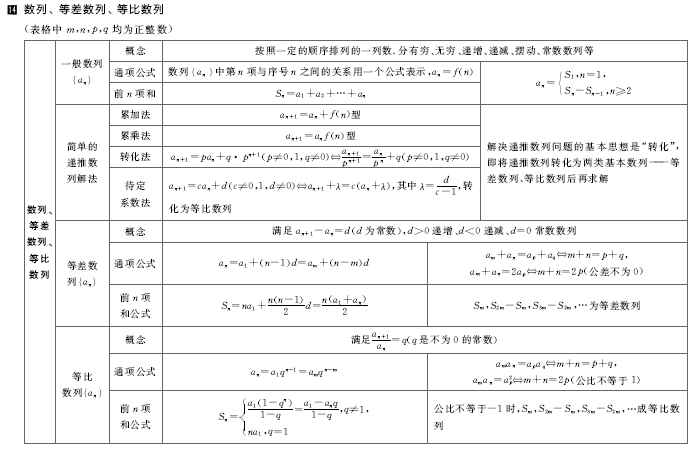 14 数列、等差数列、等比数列
（表格中 m,n,p,q 均为正整数）
数列、
等差
数列、
等比
数列
一般数列
{aₙ}
概念
按照一定的顺序排列的一列数.分有穷、无穷、递增、递减、摆动、常数数列等
通项公式
数列{aₙ}中第 n 项与序号 n 之间的关系用一个公式表示,aₙ=f(n)
前 n 项和
Sₙ=a₁+a₂+⋯+aₙ
aₙ={S₁,n=1,
Sₙ-Sₙ₋₁,n≥2
简单的
递推数
列解法
累加法
aₙ₊₁=aₙ+f(n)型
累乘法
aₙ₊₁=aₙf(n)型
转化法
aₙ₊₁=paₙ+q·pⁿ⁺¹(p≠0,1,q≠0)⇔aₙ₊₁/pⁿ⁺¹=aₙ/pⁿ+q(p≠0,1,q≠0)
待定
系数法
aₙ₊₁=caₙ+d(c≠0,1,d≠0)⇔aₙ₊₁+λ=c(aₙ+λ),其中 λ=d/(c-1),转
化为等比数列
解决递推数列问题的基本思想是“转化”,
即将递推数列转化为两类基本数列——等
差数列、等比数列后再求解
等差数
列{aₙ}
概念
满足 aₙ₊₁-aₙ=d(d 为常数),d>0 递增、d<0 递减、d=0 常数数列
通项公式
aₙ=a₁+(n-1)d=aₘ+(n-m)d
aₘ+aₙ=aₚ+a_q⇔m+n=p+q,
aₘ+aₙ=2aₚ⇔m+n=2p(公差不为 0)
前 n 项
和公式
Sₙ=na₁+n(n-1)/2 d=n(a₁+aₙ)/2
Sₘ,S₂ₘ-Sₘ,S₃ₘ-S₂ₘ,⋯为等差数列
等比
数列{aₙ}
概念
满足aₙ₊₁/aₙ=q(q 是不为 0 的常数)
通项公式
aₙ=a₁qⁿ⁻¹=aₘqⁿ⁻ᵐ
aₘaₙ=aₚa_q⇔m+n=p+q,
aₘaₙ=aₚ²⇔m+n=2p(公比不等于 1)
前 n 项
和公式
Sₙ={a₁(1-qⁿ)/(1-q)=(a₁-aₙq)/(1-q),q≠1,
na₁,q=1
公比不等于-1 时,Sₘ,S₂ₘ-Sₘ,S₃ₘ-S₂ₘ,⋯成等比数
列